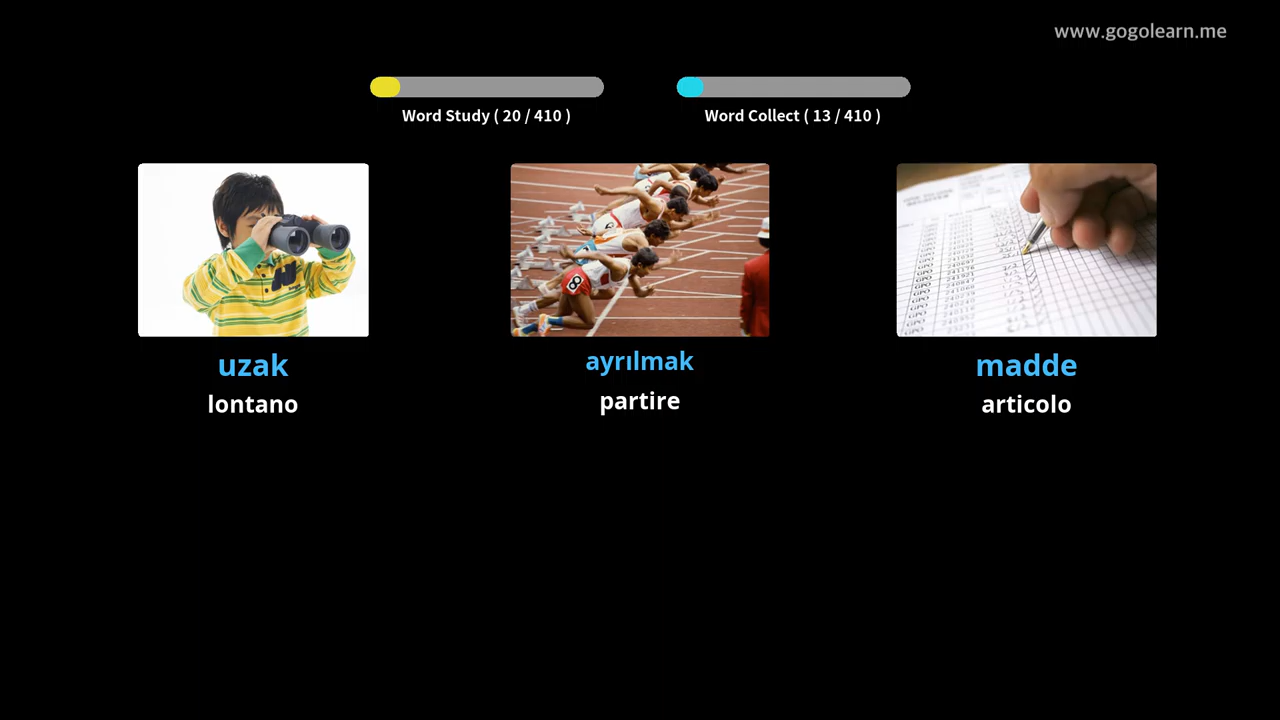 www.gogolearn.me
Word Study ( 20 / 410 )
Word Collect ( 13 / 410 )
uzak
lontano
ayrılmak
partire
madde
articolo